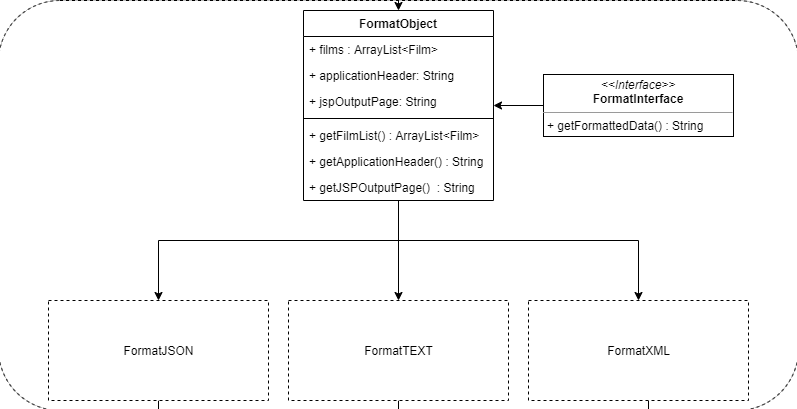 FormatObject
+ films : ArrayList<Film>
+ applicationHeader: String
+ jspOutputPage: String
+ getFilmList() : ArrayList<Film>
+ getApplicationHeader() : String
+ getJSPOutputPage()  : String
<<Interface>>
FormatInterface
+ getFormattedData() : String
FormatJSON
FormatTEXT
FormatXML